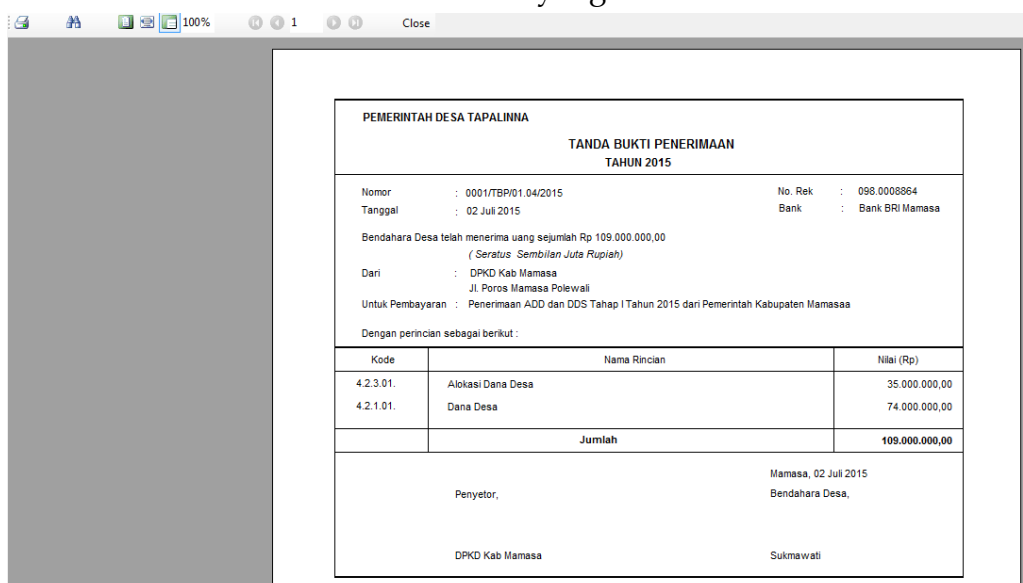 100% 1 Close
PEMERINTAH DESA TAPALINNA
TANDA BUKTI PENERIMAAN
TAHUN 2015
Nomor : 0001/TBP/01.04/2015 No. Rek : 098.0008864
Tanggal : 02 Juli 2015 Bank : Bank BRI Mamasa
Bendahara Desa telah menerima uang sejumlah Rp 109.000.000,00
( Seratus Sembilan Juta Rupiah)
Dari : DPKD Kab Mamasa
Jl. Poros Mamasa Polewali
Untuk Pembayaran : Penerimaan ADD dan DDS Tahap I Tahun 2015 dari Pemerintah Kabupaten Mamasaa
Dengan perincian sebagai berikut :
Kode Nama Rincian Nilai (Rp)
4.2.3.01. Alokasi Dana Desa 35.000.000,00
4.2.1.01. Dana Desa 74.000.000,00
Jumlah 109.000.000,00
Mamasa, 02 Juli 2015
Penyetor, Bendahara Desa,
DPKD Kab Mamasa Sukmawati